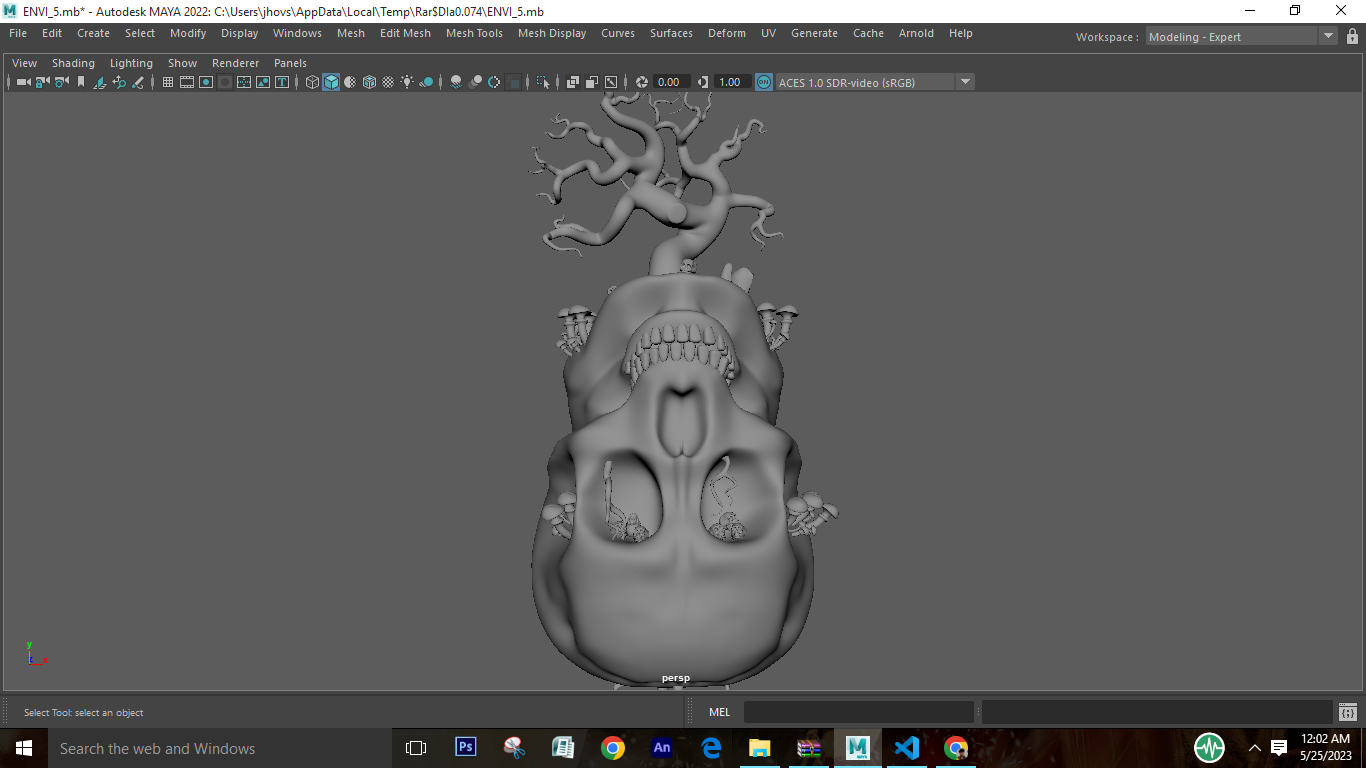 ENVI_5.mb* - Autodesk MAYA 2022: C:\Users\jhovs\AppData\Local\Temp\Rar$DIa0.074\ENVI_5.mb
File Edit Create Select Modify Display Windows Mesh Edit Mesh Mesh Tools Mesh Display Curves Surfaces Deform UV Generate Cache Arnold Help
Workspace : Modeling - Expert
View Shading Lighting Show Renderer Panels
0.00 1.00 ON ACES 1.0 SDR-video (sRGB)
y
z x
persp
Select Tool: select an object
MEL
Search the web and Windows
Ps
An
M
MAYA
12:02 AM
5/25/2023